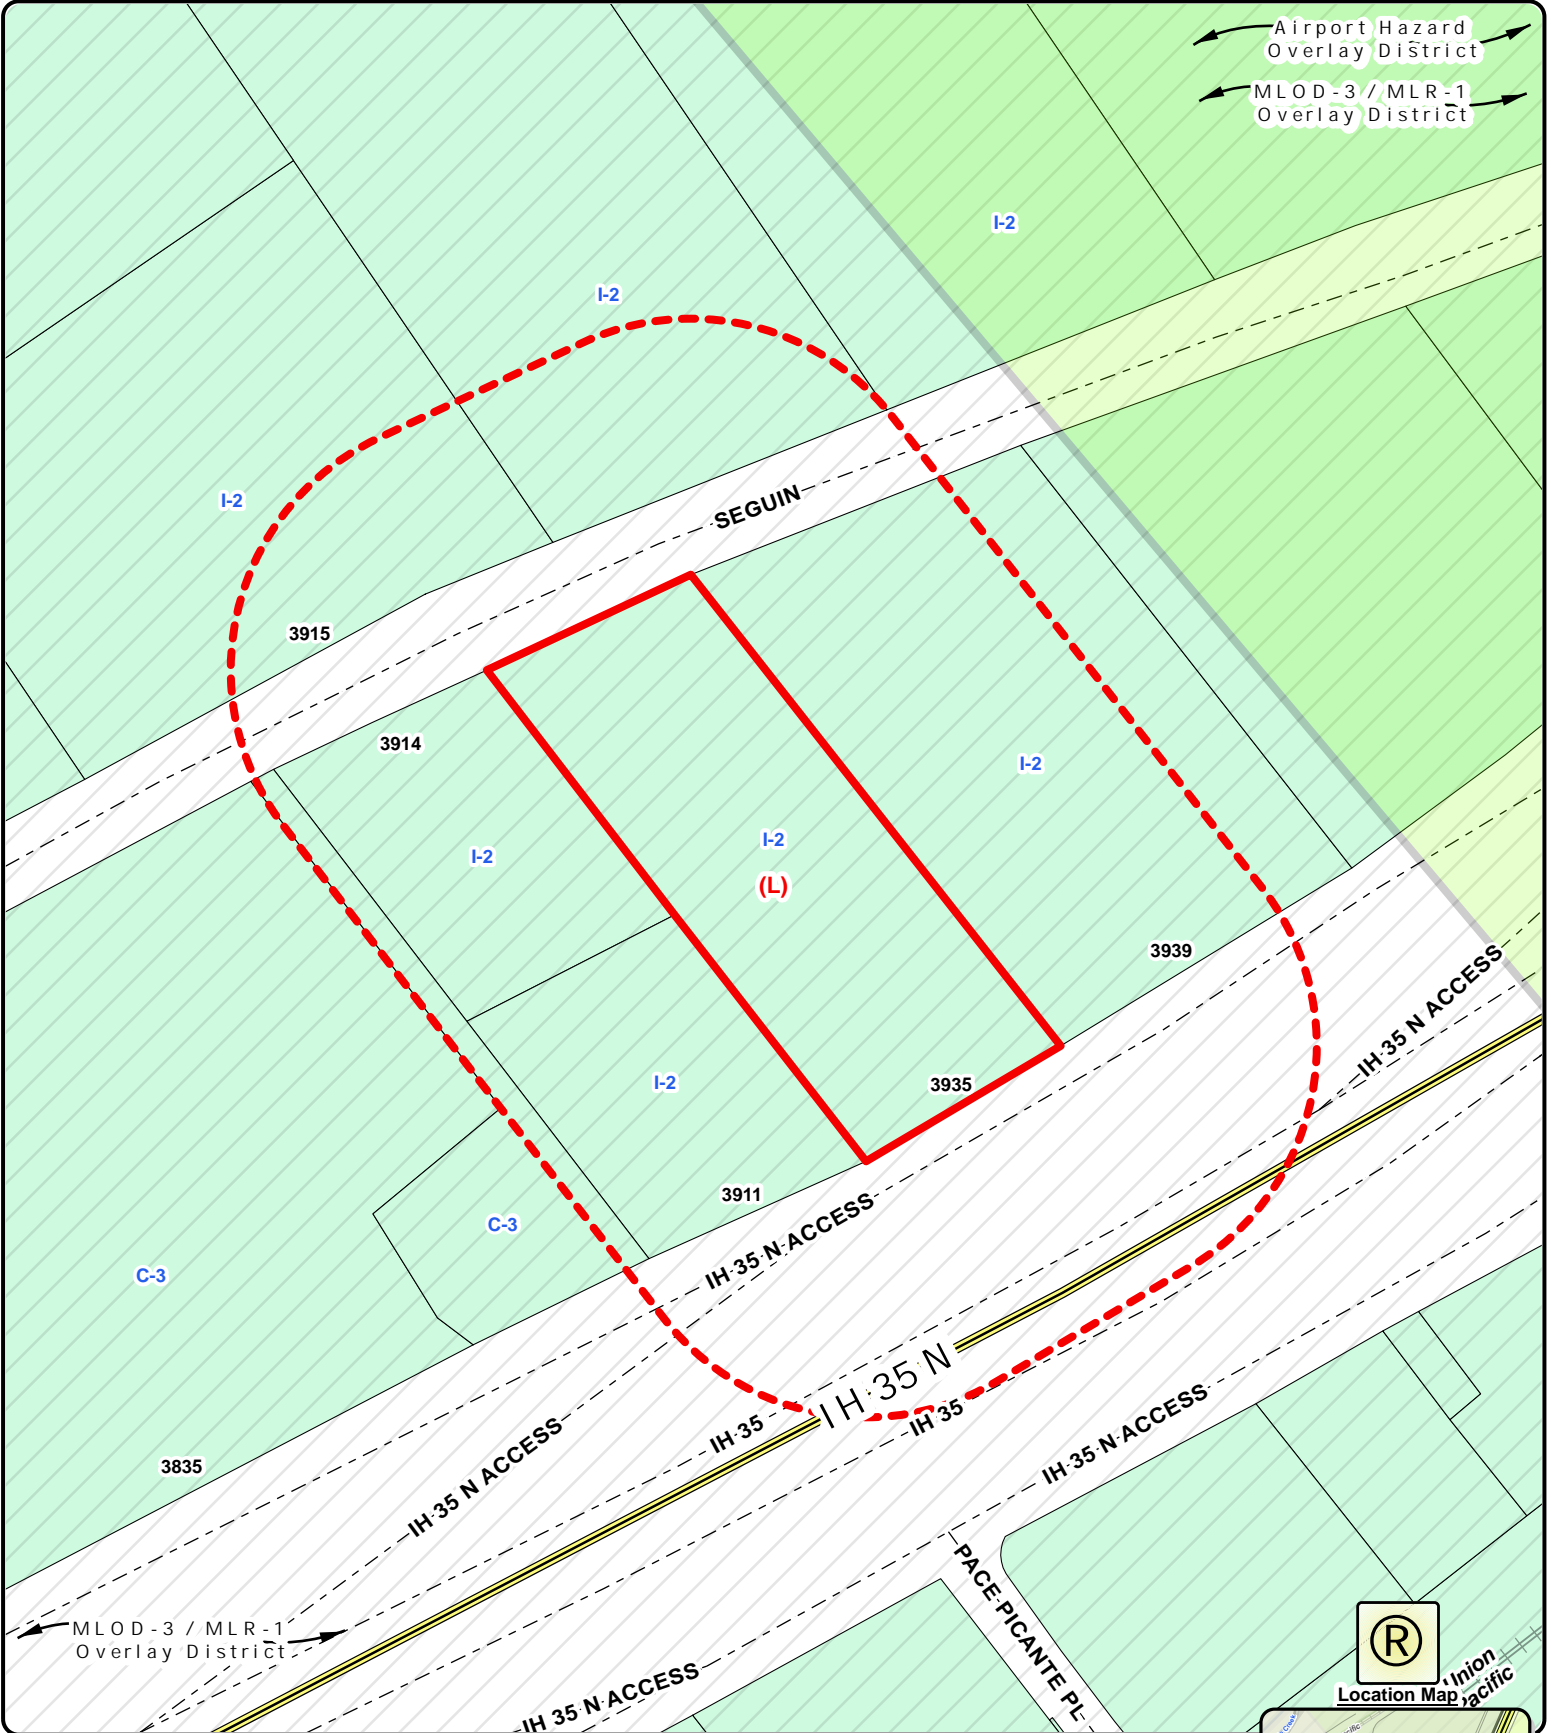 Airport Hazard
Overlay District
MLOD-3 / MLR-1
Overlay District
I-2
I-2
I-2
SEGUIN
3915
3914
I-2
I-2
I-2
(L)
3939
IH 35 N ACCESS
I-2
3935
3911
C-3
IH 35 N ACCESS
C-3
IH 35 N
IH 35
IH 35
IH 35 N ACCESS
3835
IH 35 N ACCESS
PACE PICANTE PL
MLOD-3 / MLR-1
Overlay District
IH 35 N ACCESS
R
Union
Pacific
Location Map